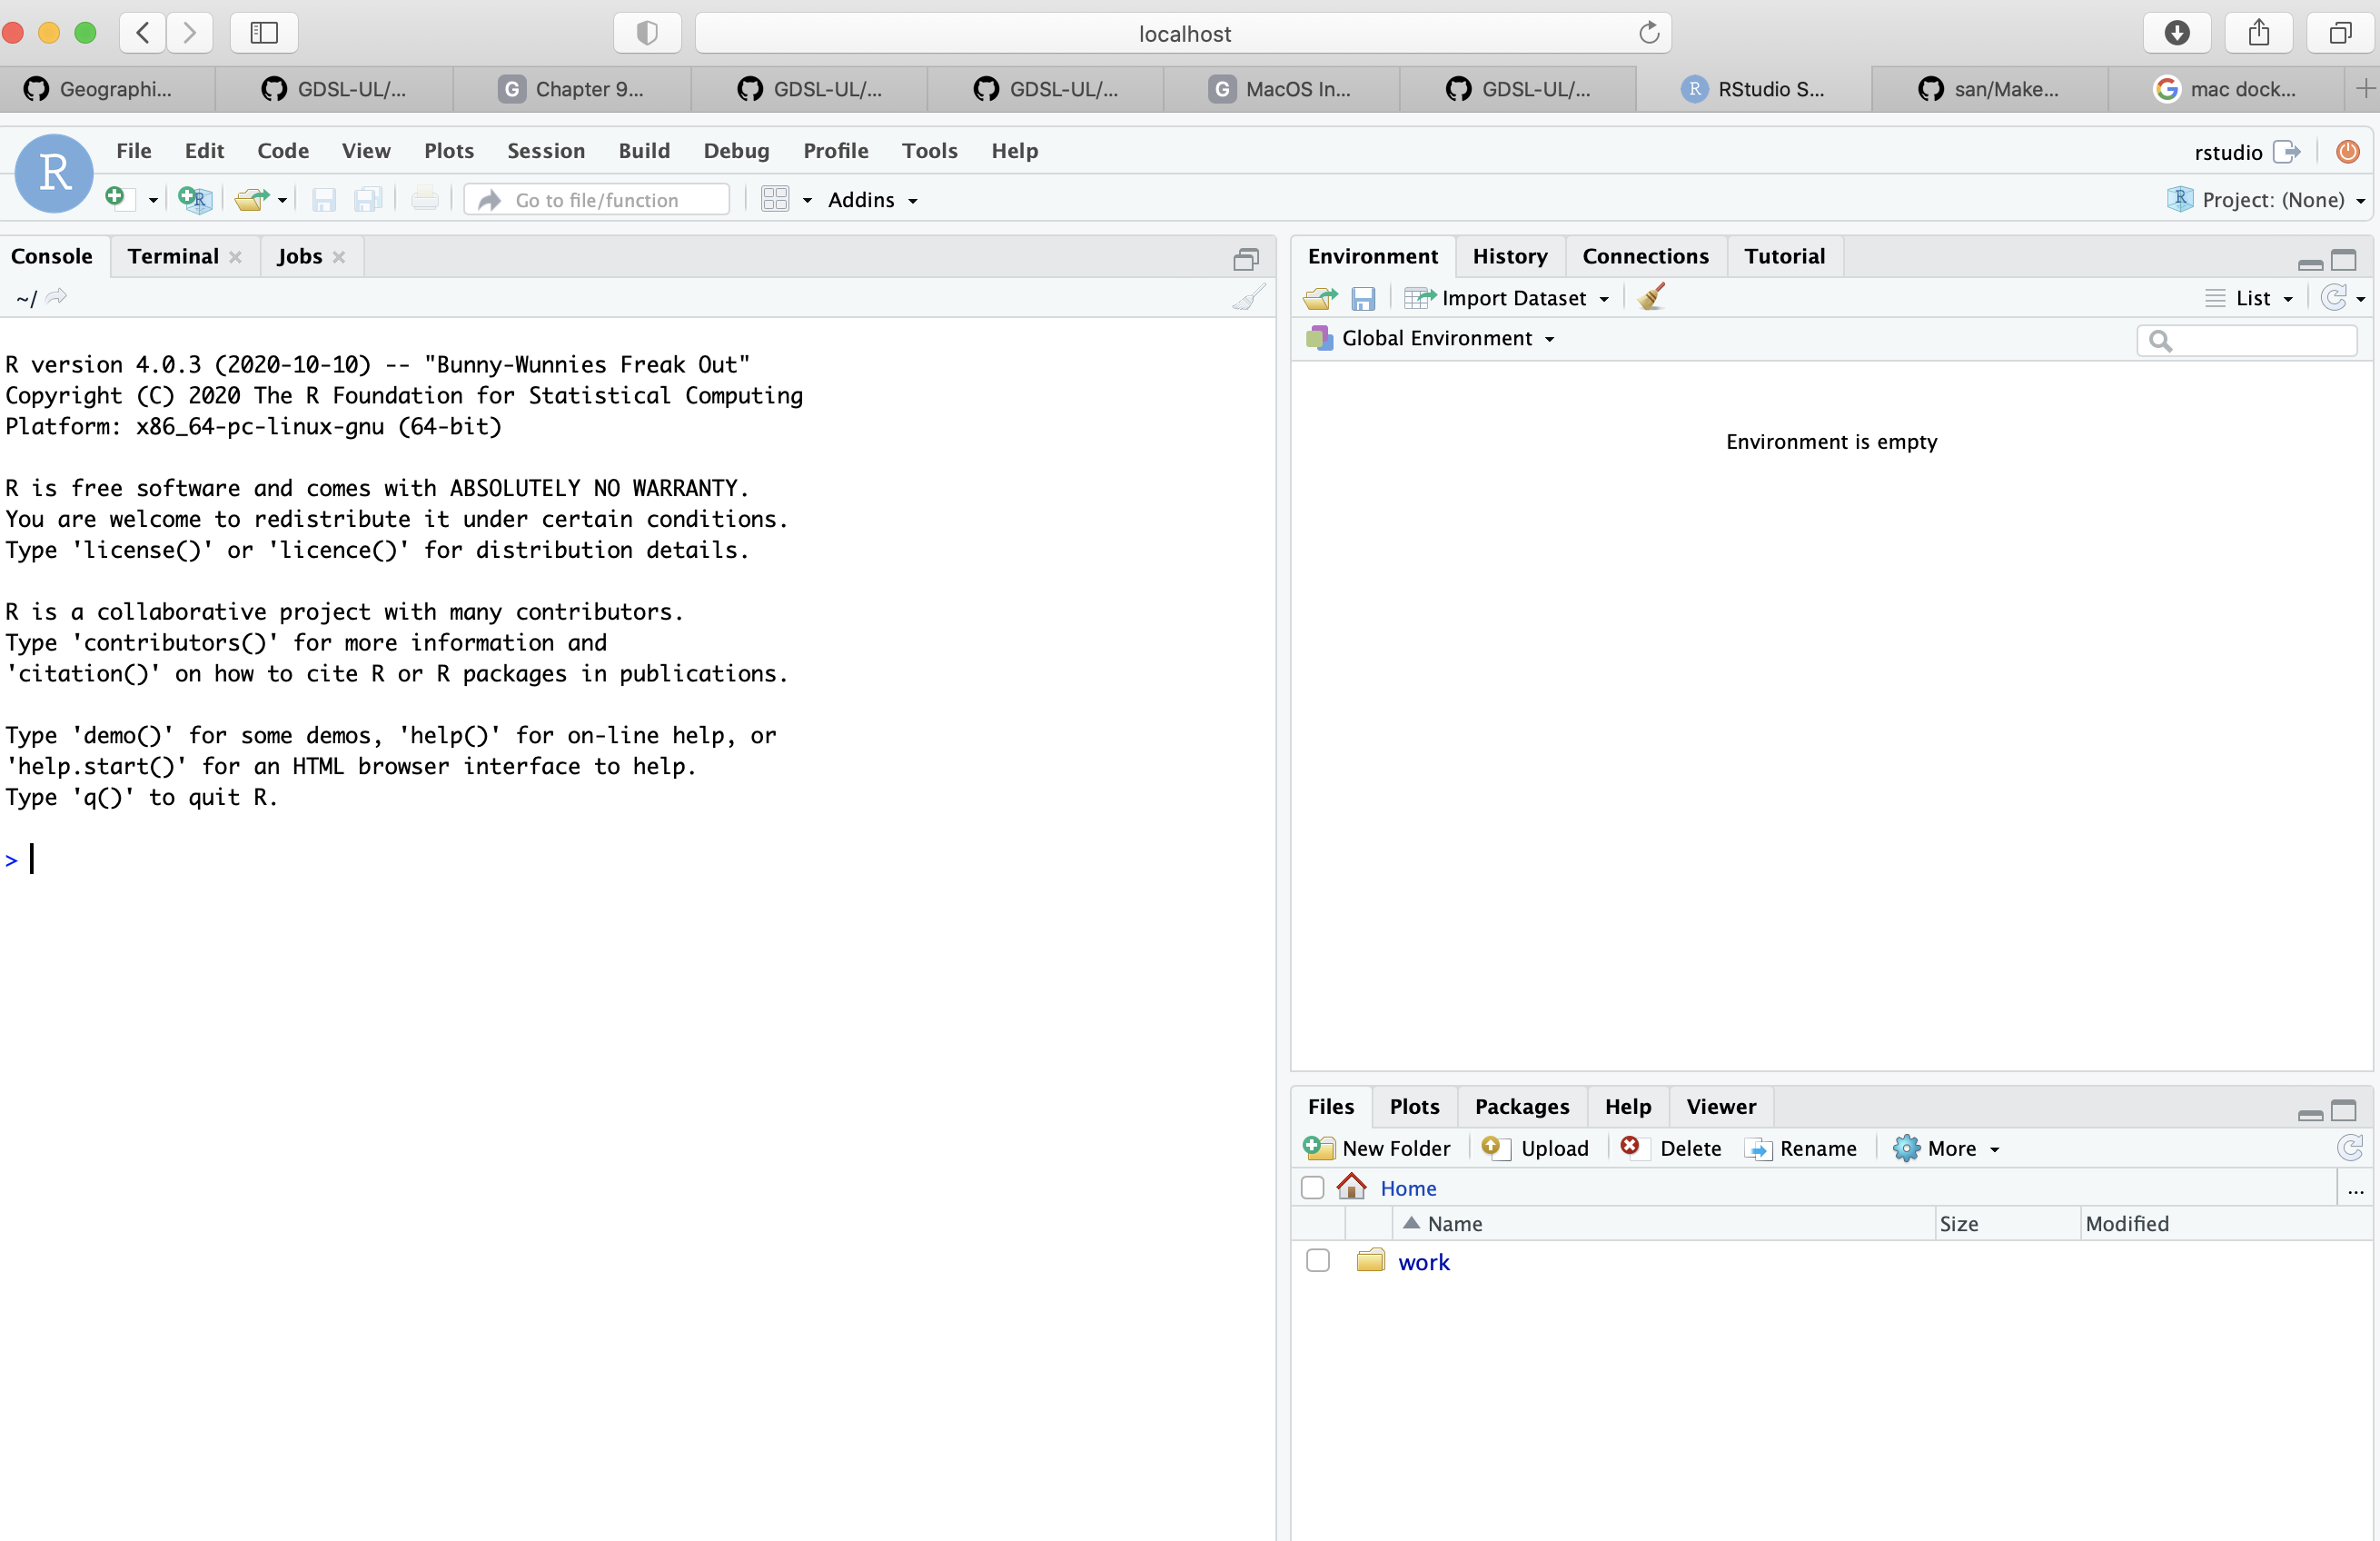 localhost
Geographi...
GDSL-UL/...
G Chapter 9...
GDSL-UL/...
GDSL-UL/...
G MacOS In...
GDSL-UL/...
R RStudio S...
san/Make...
mac dock...
R File Edit Code View Plots Session Build Debug Profile Tools Help rstudio
Go to file/function Addins Project: (None)
Console Terminal Jobs
~/
R version 4.0.3 (2020-10-10) -- "Bunny-Wunnies Freak Out"
Copyright (C) 2020 The R Foundation for Statistical Computing
Platform: x86_64-pc-linux-gnu (64-bit)
R is free software and comes with ABSOLUTELY NO WARRANTY.
You are welcome to redistribute it under certain conditions.
Type 'license()' or 'licence()' for distribution details.
R is a collaborative project with many contributors.
Type 'contributors()' for more information and
'citation()' on how to cite R or R packages in publications.
Type 'demo()' for some demos, 'help()' for on-line help, or
'help.start()' for an HTML browser interface to help.
Type 'q()' to quit R.
>
Environment History Connections Tutorial
Import Dataset List
Global Environment
Environment is empty
Files Plots Packages Help Viewer
New Folder Upload Delete Rename More
Home ...
Name Size Modified
work